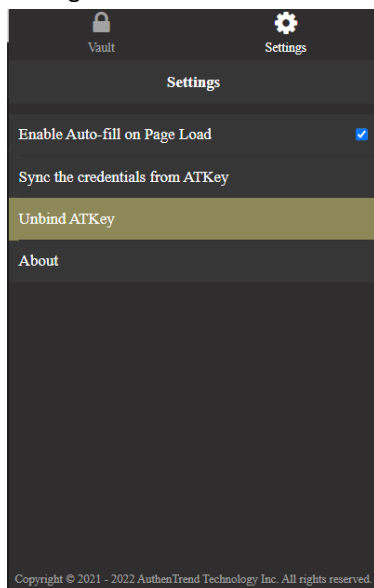 Vault
Settings
Settings
Enable Auto-fill on Page Load
Sync the credentials from ATKey
Unbind ATKey
About
Copyright © 2021 - 2022 AuthenTrend Technology Inc. All rights reserved.